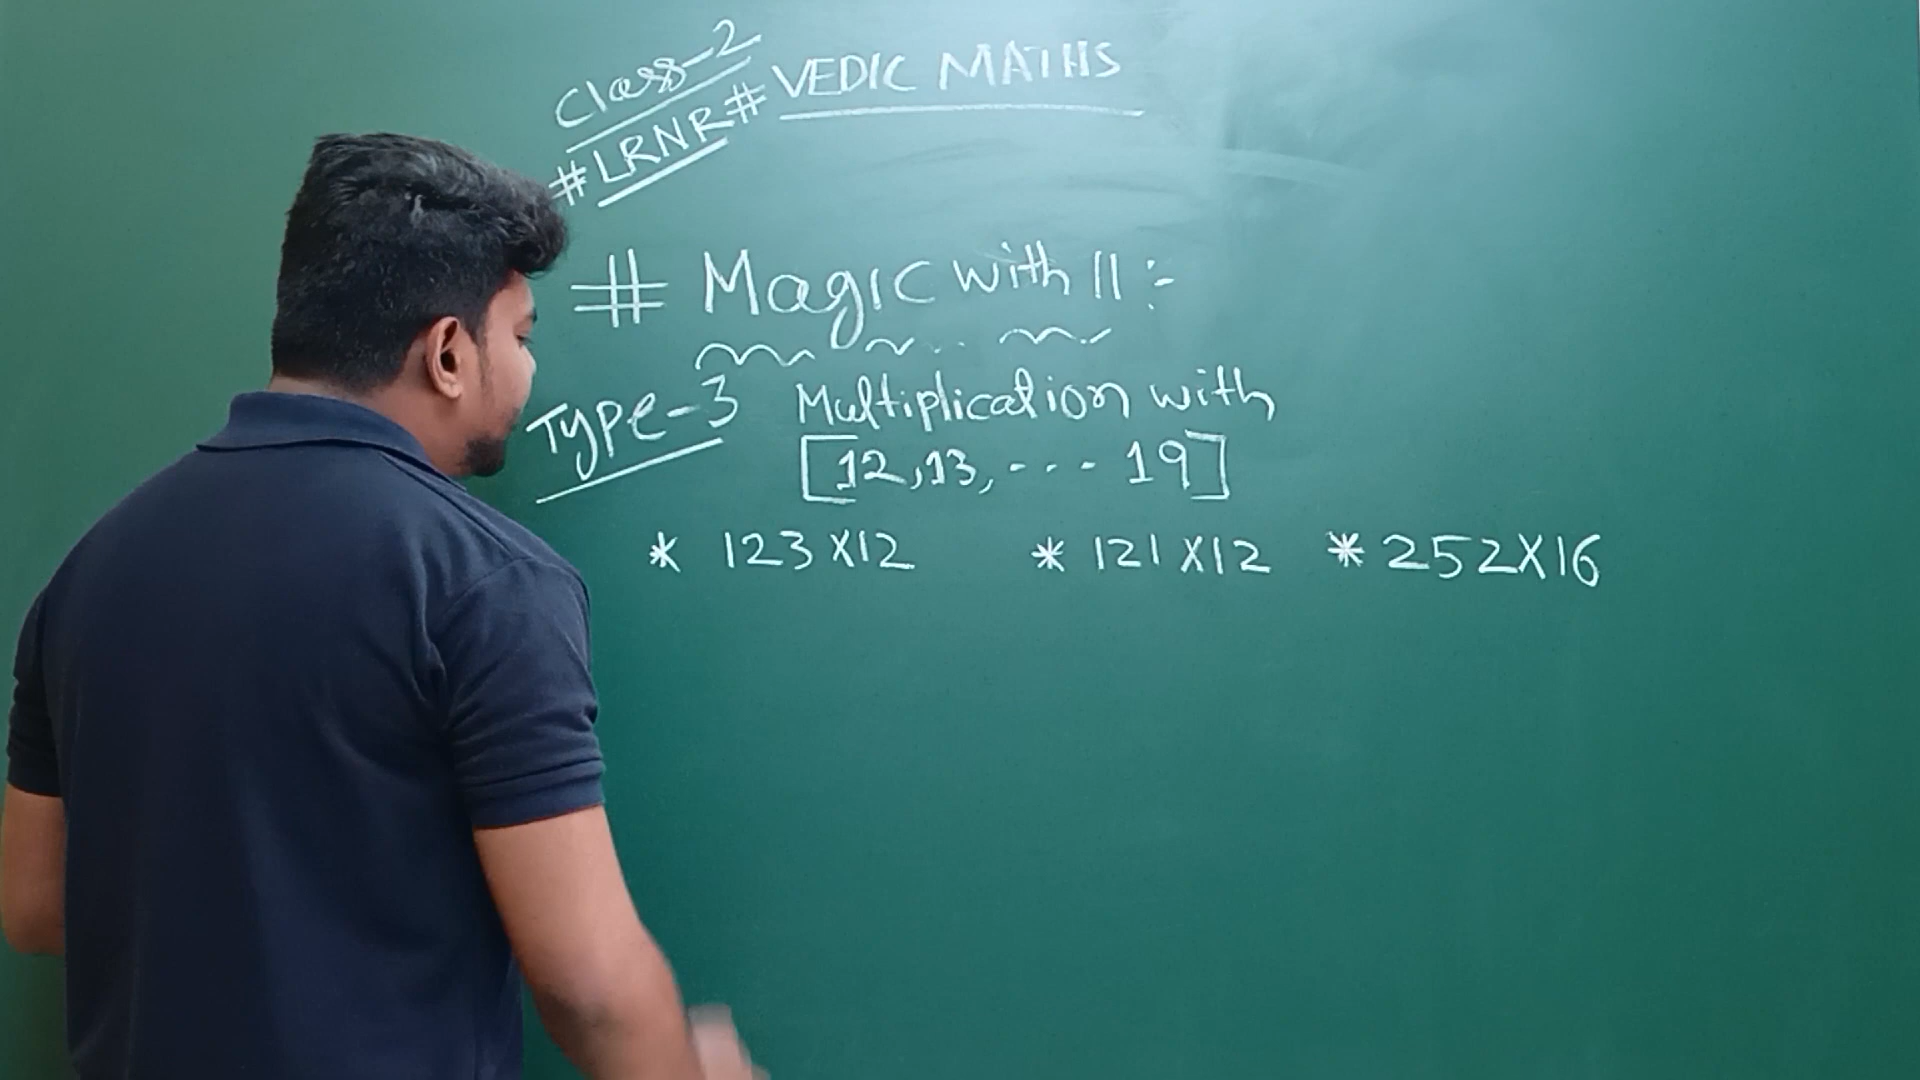 Class-2
#LRNR# VEDIC MATHS
# Magic with 11:-
Type-3 Multiplication with
[12,13, - - - 19]
* 123 X12 * 121 X12 * 252X16